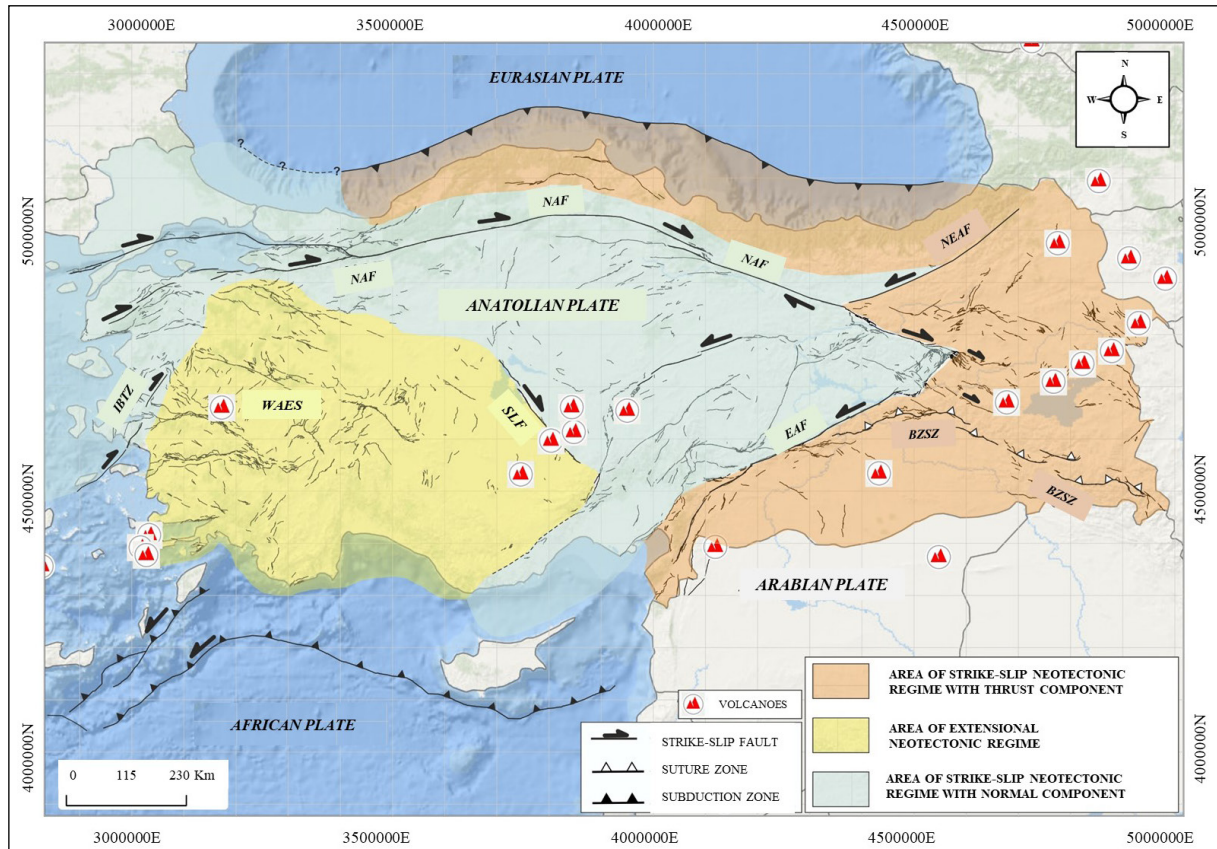 3000000E 3500000E 4000000E 4500000E 5000000E
EURASIAN PLATE
N
W E
S
?
?
?
NAF
NEAF
5000000N
5000000N
NAF
NAF
ANATOLIAN PLATE
IBTZ
WAES
SLF
EAF
BZSZ
BZSZ
4500000N
4500000N
ARABIAN PLATE
AFRICAN PLATE
4000000N
4000000N
0 115 230 Km
VOLCANOES
STRIKE-SLIP FAULT
SUTURE ZONE
SUBDUCTION ZONE
AREA OF STRIKE-SLIP NEOTECTONIC
REGIME WITH THRUST COMPONENT
AREA OF EXTENSIONAL
NEOTECTONIC REGIME
AREA OF STRIKE-SLIP NEOTECTONIC
REGIME WITH NORMAL COMPONENT
3000000E 3500000E 4000000E 4500000E 5000000E